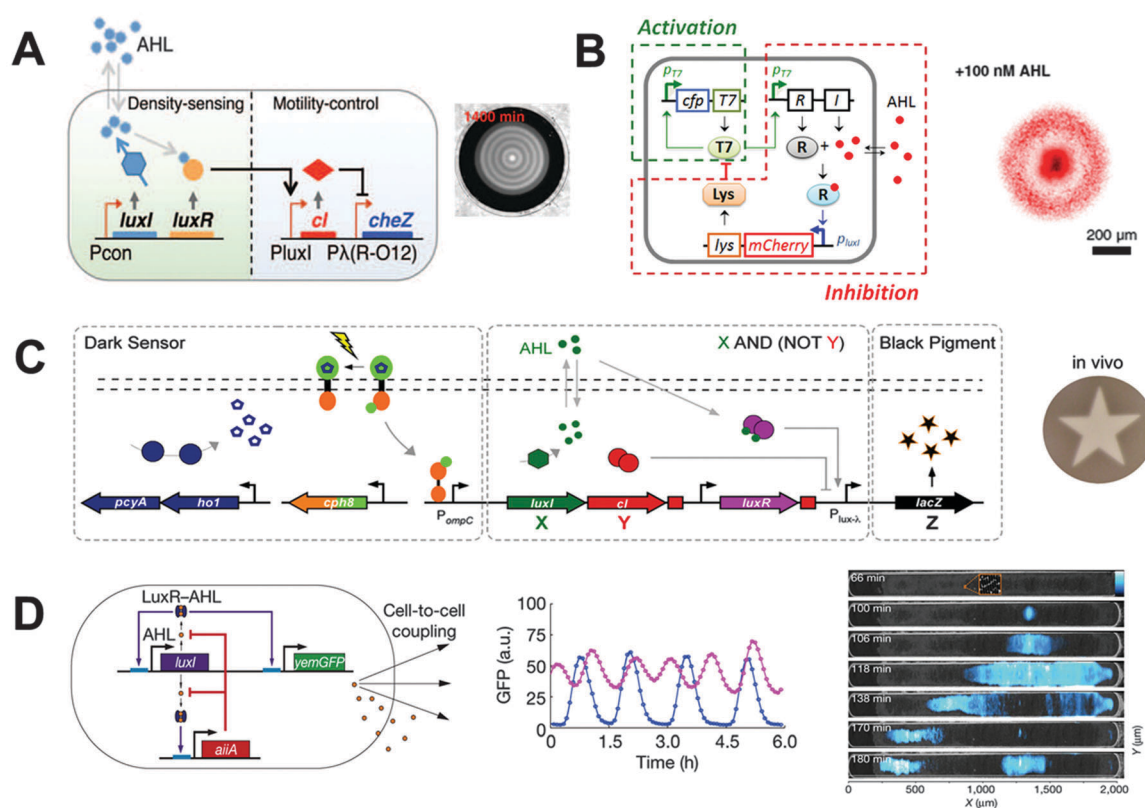 A
AHL
Density-sensing
Motility-control
luxI
luxR
cI
cheZ
Pcon
PluxI
Pλ(R-O12)
1400 min
B
Activation
pT7
cfp
T7
pT7
R
I
AHL
T7
R
+
Lys
R
lys
mCherry
pluxI
Inhibition
+100 nM AHL
200 µm
C
Dark Sensor
AHL
X AND (NOT Y)
Black Pigment
in vivo
pcyA
ho1
cph8
PompC
luxI
cI
luxR
Plux-λ
lacZ
X
Y
Z
D
LuxR–AHL
AHL
luxI
yemGFP
aiiA
Cell-to-cell
coupling
GFP (a.u.)
100
75
50
25
0
0
1.5
3.0
4.5
6.0
Time (h)
66 min
100 min
106 min
118 min
138 min
170 min
180 min
Y (µm)
0
500
1,000
1,500
2,000
X (µm)